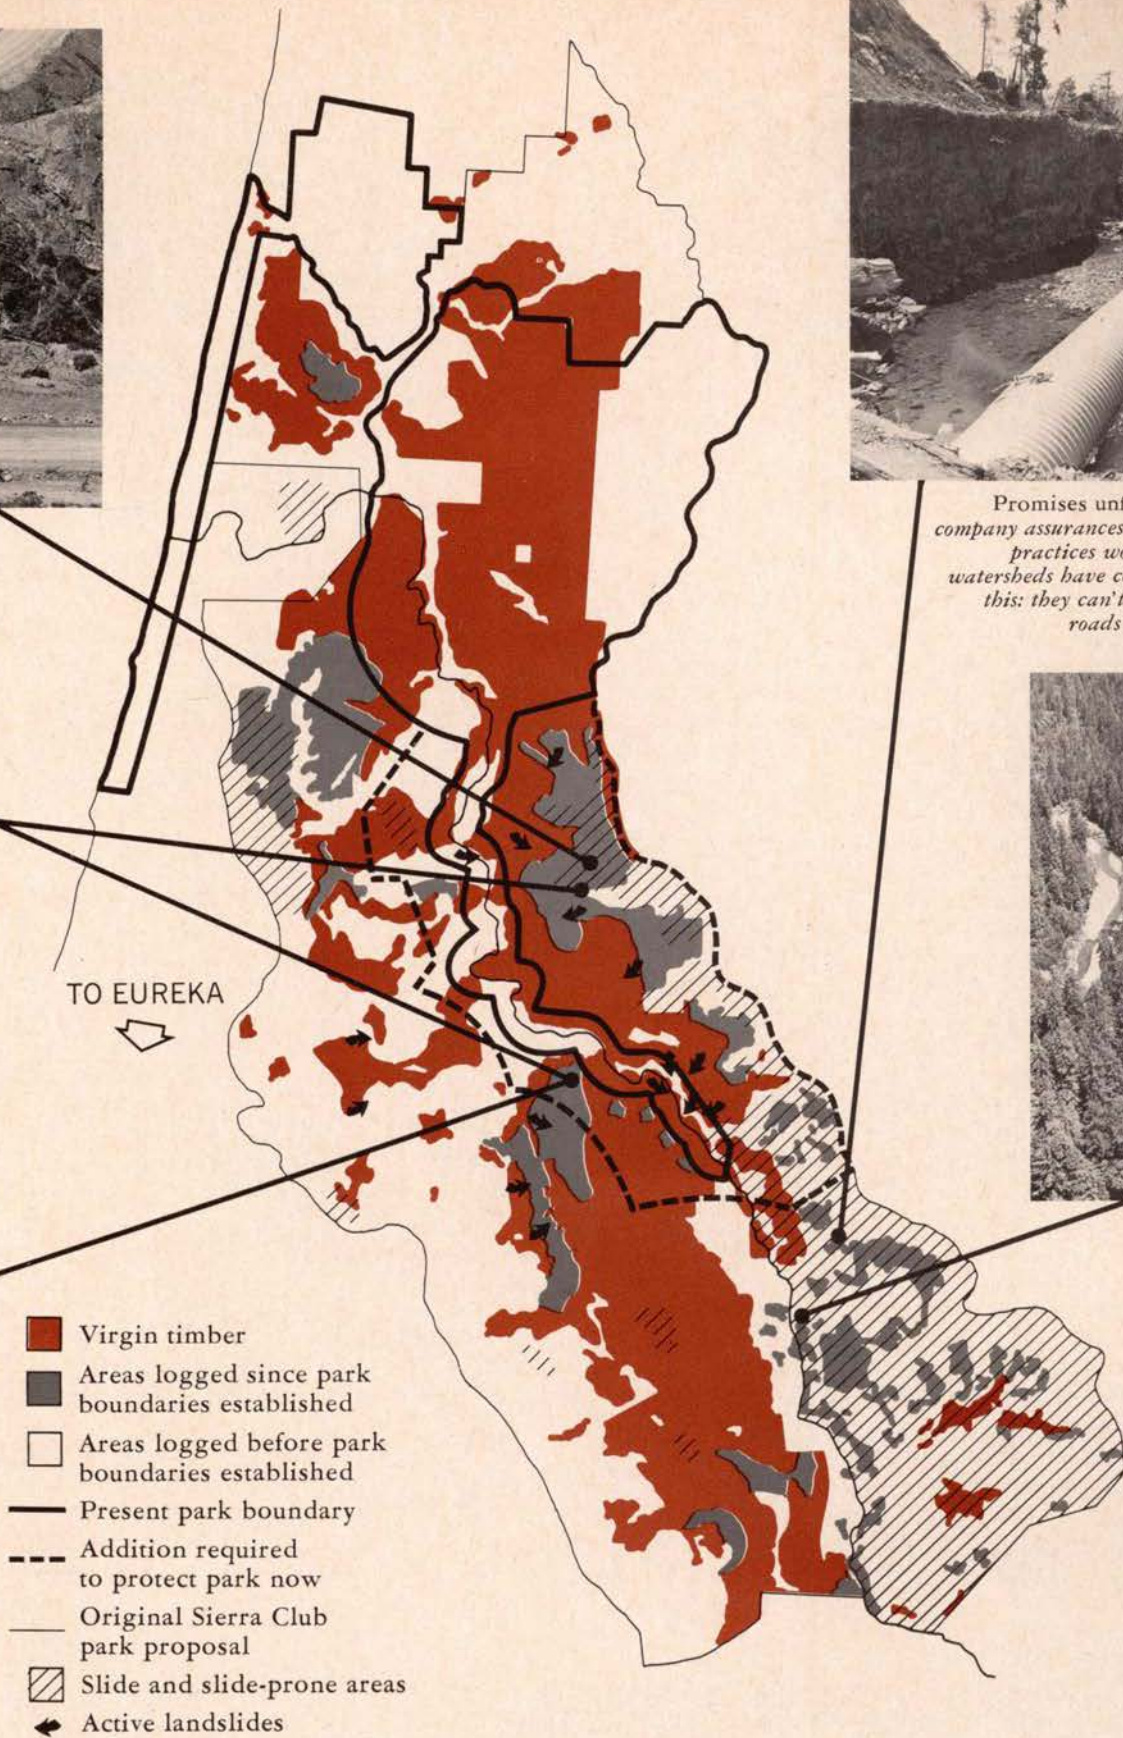 Promises unf
company assurances
practices wo
watersheds have c
this: they can't
roads
TO EUREKA
Virgin timber
Areas logged since park
boundaries established
Areas logged before park
boundaries established
Present park boundary
Addition required
to protect park now
Original Sierra Club
park proposal
Slide and slide-prone areas
Active landslides